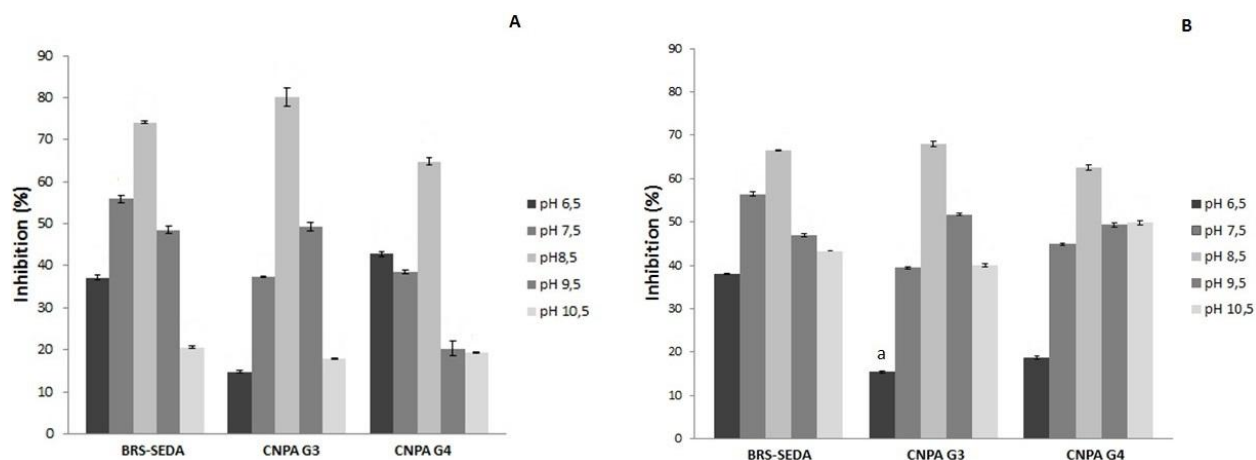 A
Inhibition (%)
90
80
70
60
50
40
30
20
10
0
BRS-SEDA
CNPA G3
CNPA G4
pH 6,5
pH 7,5
pH8,5
pH 9,5
pH 10,5
B
Inhibition (%)
90
80
70
60
50
40
30
20
10
0
a
BRS-SEDA
CNPA G3
CNPA G4
pH 6,5
pH 7,5
pH 8,5
pH 9,5
pH 10,5